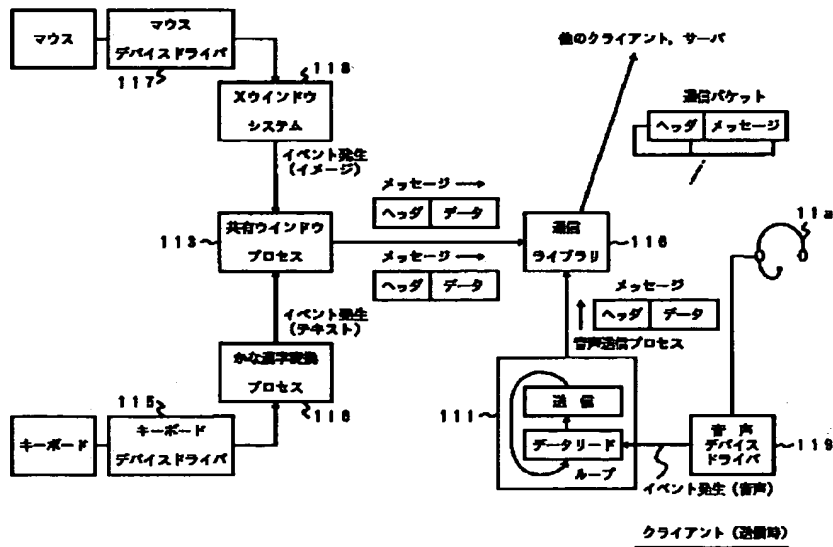 マウス
マウス
デバイスドライバ
117
118
Xウインドウ
システム
イベント発生
(イメージ)
他のクライアント, サーバ
通信パケット
ヘッダ メッセージ
メッセージ
ヘッダ データ
113
共有ウインドウ
プロセス
メッセージ
ヘッダ データ
通信
ライブラリ
116
11a
イベント発生
(テキスト)
メッセージ
ヘッダ データ
音声送信プロセス
かな漢字変換
プロセス
116
115
キーボード
キーボード
デバイスドライバ
111
送信
データリード
ループ
音声
デバイス
ドライバ
119
イベント発生(音声)
クライアント(送信時)